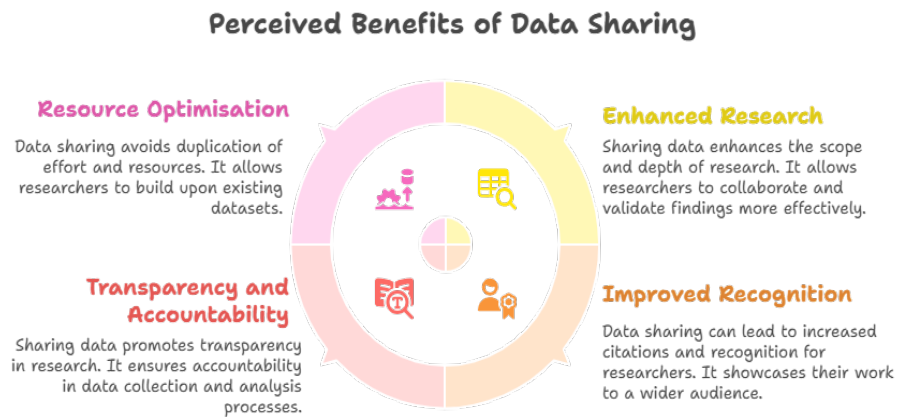 Perceived Benefits of Data Sharing
Resource Optimisation
Data sharing avoids duplication of
effort and resources. It allows
researchers to build upon existing
datasets.
Enhanced Research
Sharing data enhances the scope
and depth of research. It allows
researchers to collaborate and
validate findings more effectively.
Transparency and
Accountability
Sharing data promotes transparency
in research. It ensures accountability
in data collection and analysis
processes.
Improved Recognition
Data sharing can lead to increased
citations and recognition for
researchers. It showcases their work
to a wider audience.
T